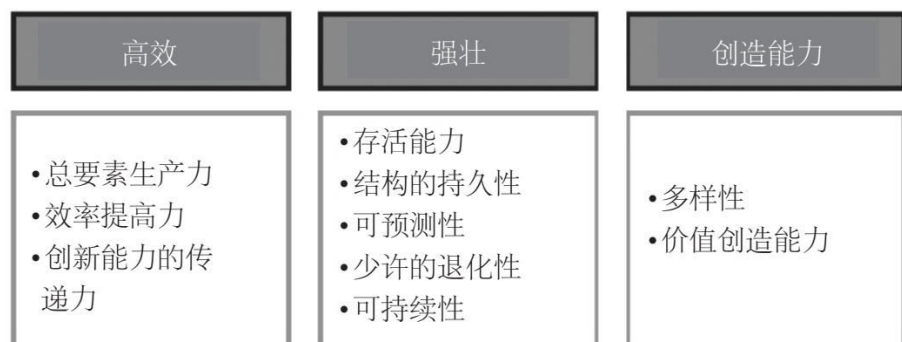 高效
•总要素生产力
•效率提高力
•创新能力的传
递力
强壮
•存活能力
•结构的持久性
•可预测性
•少许的退化性
•可持续性
创造能力
•多样性
•价值创造能力